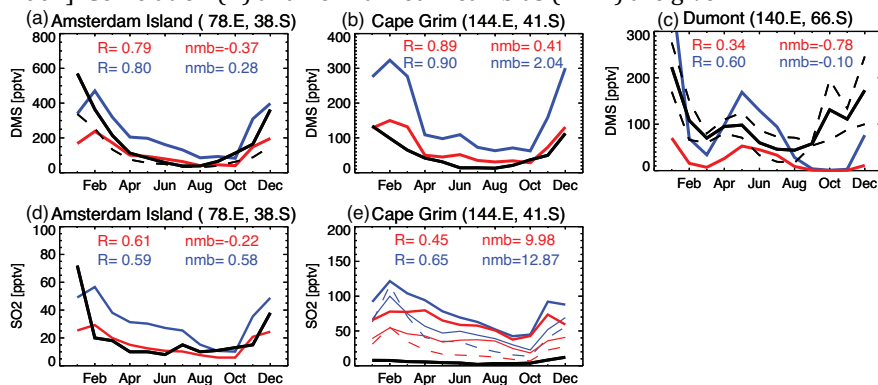 (a) Amsterdam Island ( 78.E, 38.S)
R= 0.79 nmb=-0.37
R= 0.80 nmb= 0.28
DMS [pptv]
800
600
400
200
0
Feb Apr Jun Aug Oct Dec
(b) Cape Grim (144.E, 41.S)
R= 0.89 nmb= 0.41
R= 0.90 nmb= 2.04
DMS [pptv]
400
300
200
100
0
Feb Apr Jun Aug Oct Dec
(c) Dumont (140.E, 66.S)
R= 0.34 nmb=-0.78
R= 0.60 nmb=-0.10
DMS [pptv]
300
200
100
0
Feb Apr Jun Aug Oct Dec
(d) Amsterdam Island ( 78.E, 38.S)
R= 0.61 nmb=-0.22
R= 0.59 nmb= 0.58
SO2 [pptv]
100
80
60
40
20
0
Feb Apr Jun Aug Oct Dec
(e) Cape Grim (144.E, 41.S)
R= 0.45 nmb= 9.98
R= 0.65 nmb=12.87
SO2 [pptv]
200
150
100
50
0
Feb Apr Jun Aug Oct Dec